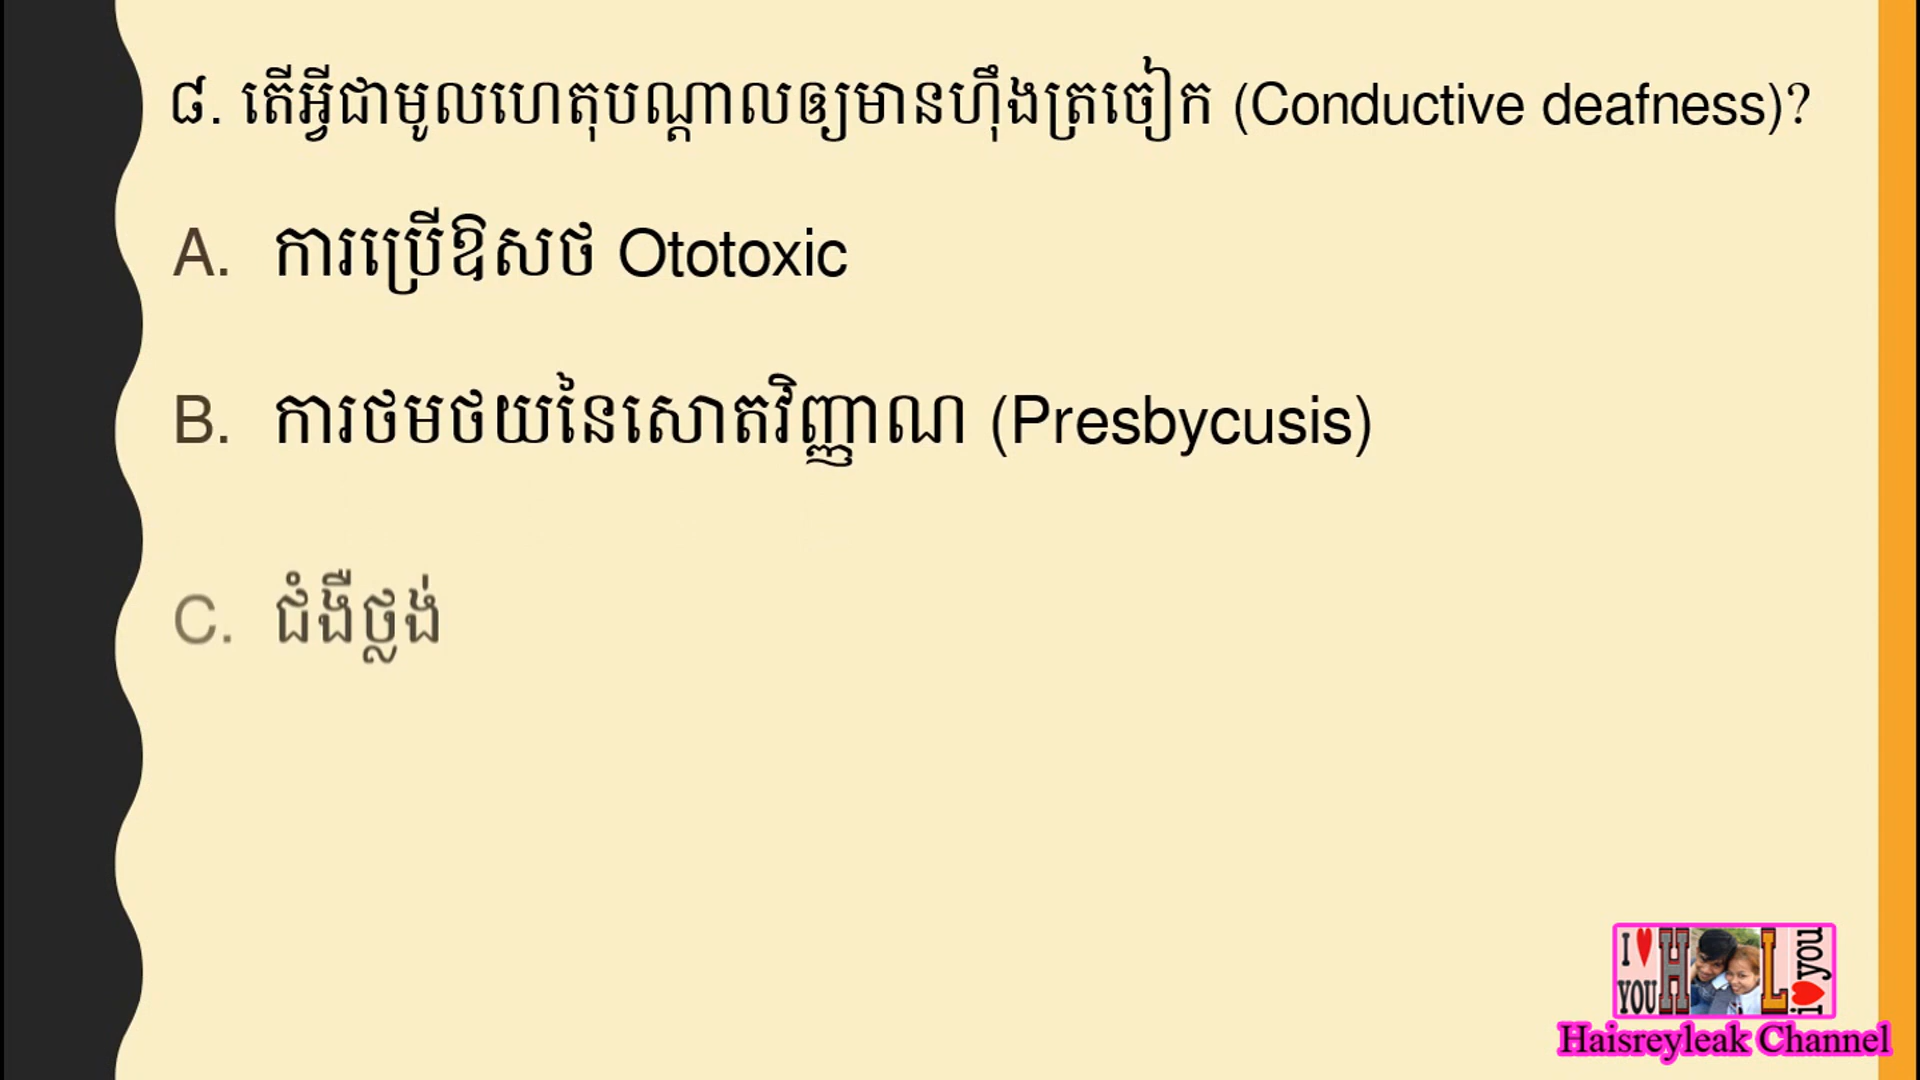 ៨. តើអ្វីជាមូលហេតុបណ្ដាលឲ្យមានហ៊ឹងត្រចៀក (Conductive deafness)?
A. ការប្រើឱសថ Ototoxic
B. ការថមថយនៃសោតវិញ្ញាណ (Presbycusis)
C. ជំងឺថ្លង់
I ♥ YOU H L i ♥ you
Haisreyleak Channel